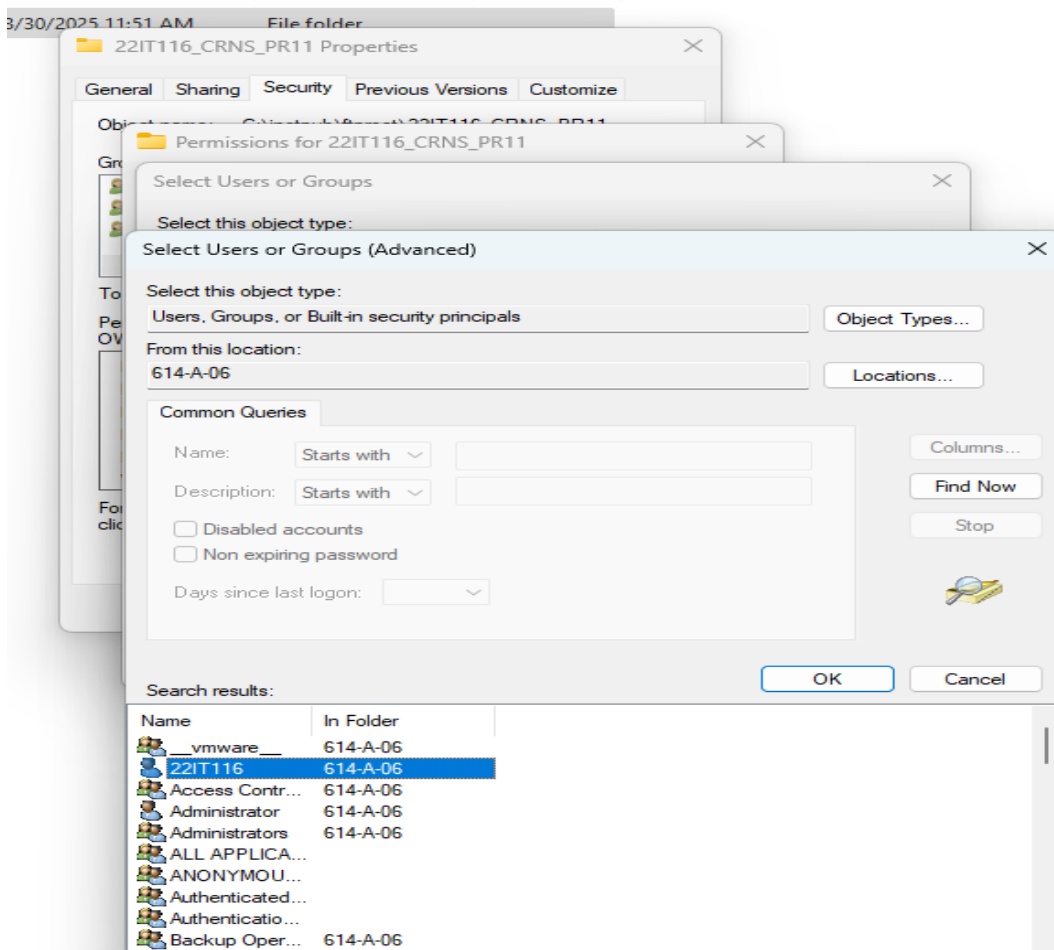 3/30/2025 11:51 AM File folder
22IT116_CRNS_PR11 Properties
General Sharing Security Previous Versions Customize
Permissions for 22IT116_CRNS_PR11
Select Users or Groups
Select this object type:
Select Users or Groups (Advanced)
Select this object type:
Users, Groups, or Built-in security principals
Object Types...
From this location:
614-A-06
Locations...
Common Queries
Name: Starts with
Columns...
Description: Starts with
Find Now
Disabled accounts
Stop
Non expiring password
Days since last logon:
OK Cancel
Search results:
Name In Folder
__vmware__ 614-A-06
22IT116 614-A-06
Access Contr... 614-A-06
Administrator 614-A-06
Administrators 614-A-06
ALL APPLICA...
ANONYMOU...
Authenticated...
Authenticatio...
Backup Oper... 614-A-06